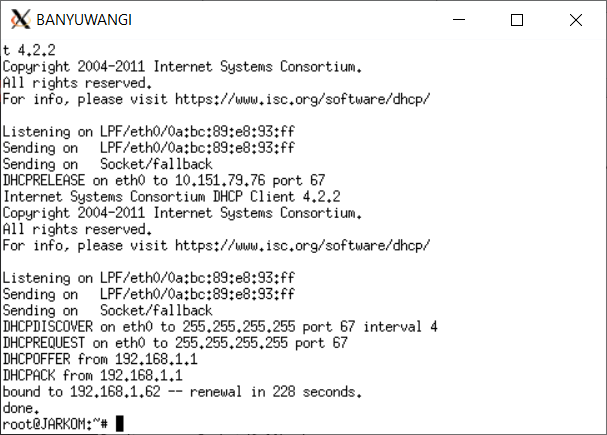 BANYUWANGI
t 4.2.2
Copyright 2004-2011 Internet Systems Consortium.
All rights reserved.
For info, please visit https://www.isc.org/software/dhcp/
Listening on LPF/eth0/0a:bc:89:e8:93:ff
Sending on   LPF/eth0/0a:bc:89:e8:93:ff
Sending on   Socket/fallback
DHCPRELEASE on eth0 to 10.151.79.76 port 67
Internet Systems Consortium DHCP Client 4.2.2
Copyright 2004-2011 Internet Systems Consortium.
All rights reserved.
For info, please visit https://www.isc.org/software/dhcp/
Listening on LPF/eth0/0a:bc:89:e8:93:ff
Sending on   LPF/eth0/0a:bc:89:e8:93:ff
Sending on   Socket/fallback
DHCPDISCOVER on eth0 to 255.255.255.255 port 67 interval 4
DHCPREQUEST on eth0 to 255.255.255.255 port 67
DHCPOFFER from 192.168.1.1
DHCPACK from 192.168.1.1
bound to 192.168.1.62 -- renewal in 228 seconds.
done.
root@JARKOM:~#